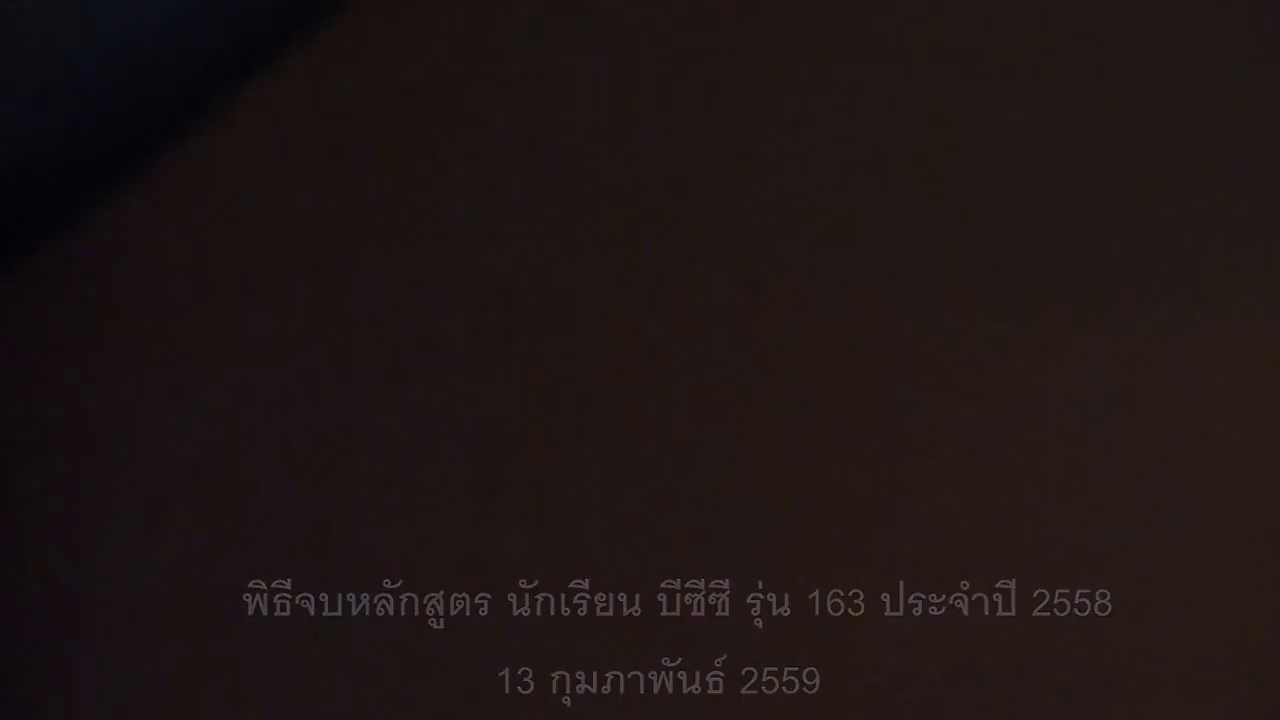 พิธีจบหลักสูตร นักเรียน บีซีซี รุ่น 163 ประจำปี 2558
13 กุมภาพันธ์ 2559